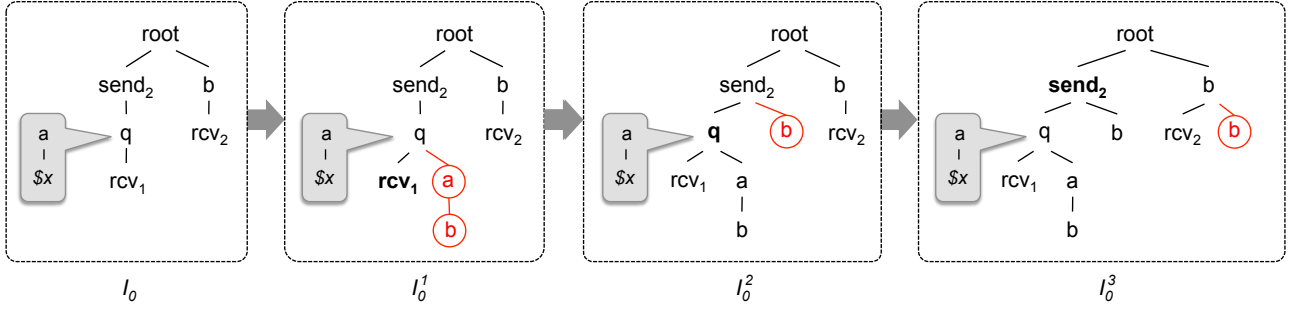 root
send2 b
a q rcv2
$x rcv1
I0
root
send2 b
a q rcv2
$x rcv1 a
b
I0^1
root
send2 b
a q b rcv2
$x rcv1 a
b
I0^2
root
send2 b
a q b rcv2 b
$x rcv1 a
b
I0^3